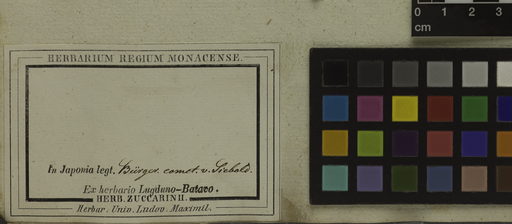 0 1 2 3
cm
HERBARIUM REGIUM MONACENSE.
In Japonia legt. Bürger. comet. v. Siebold.
Ex herbario Lugduno-Batavo.
HERB. ZUCCARINII.
Herbar. Univ. Ludov. Maximil.